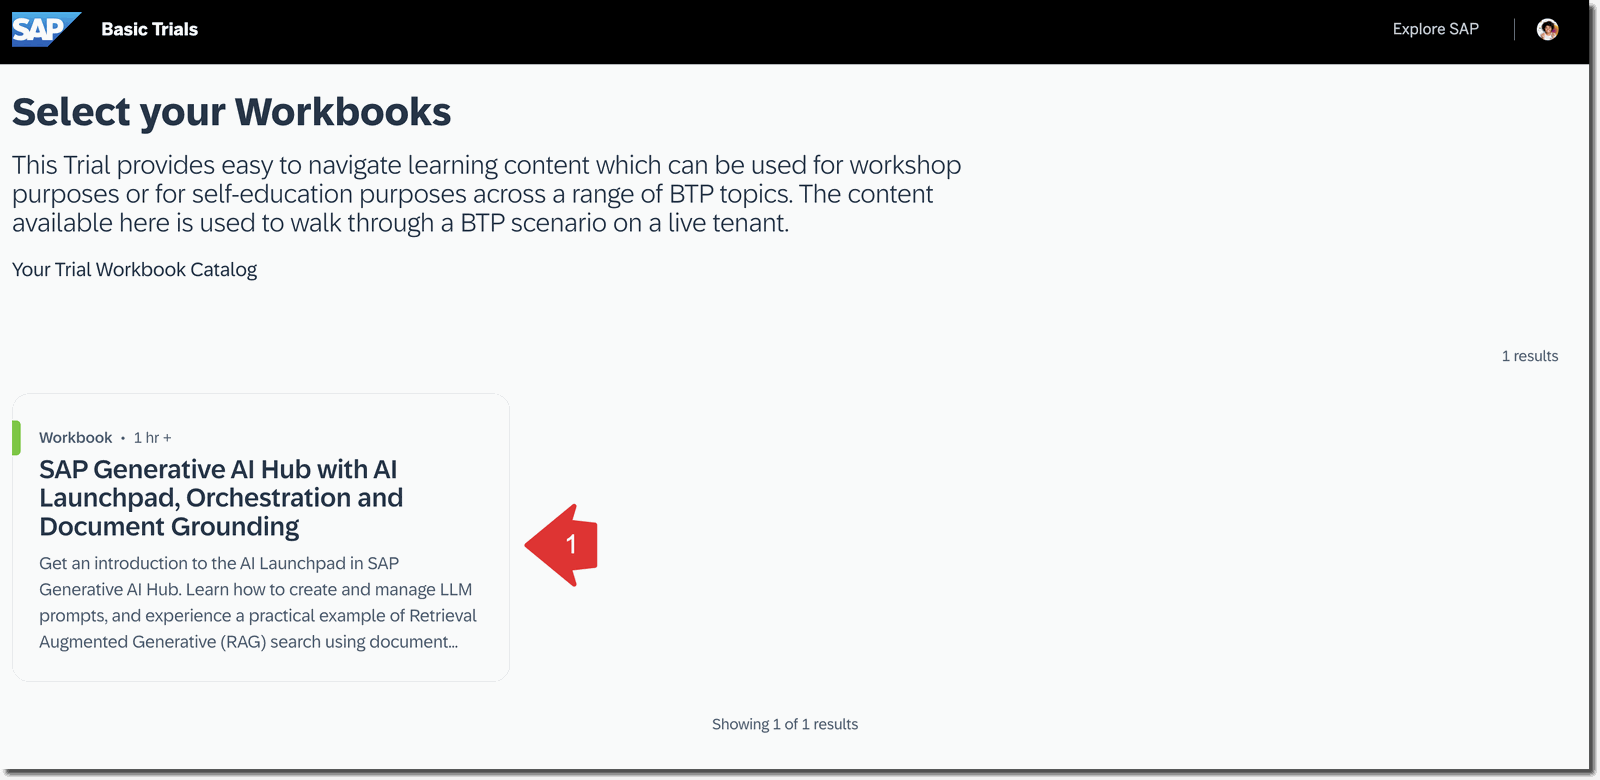 SAP Basic Trials
Explore SAP
Select your Workbooks
This Trial provides easy to navigate learning content which can be used for workshop
purposes or for self-education purposes across a range of BTP topics. The content
available here is used to walk through a BTP scenario on a live tenant.
Your Trial Workbook Catalog
1 results
Workbook • 1 hr +
SAP Generative AI Hub with AI
Launchpad, Orchestration and
Document Grounding
Get an introduction to the AI Launchpad in SAP
Generative AI Hub. Learn how to create and manage LLM
prompts, and experience a practical example of Retrieval
Augmented Generative (RAG) search using document...
1
Showing 1 of 1 results